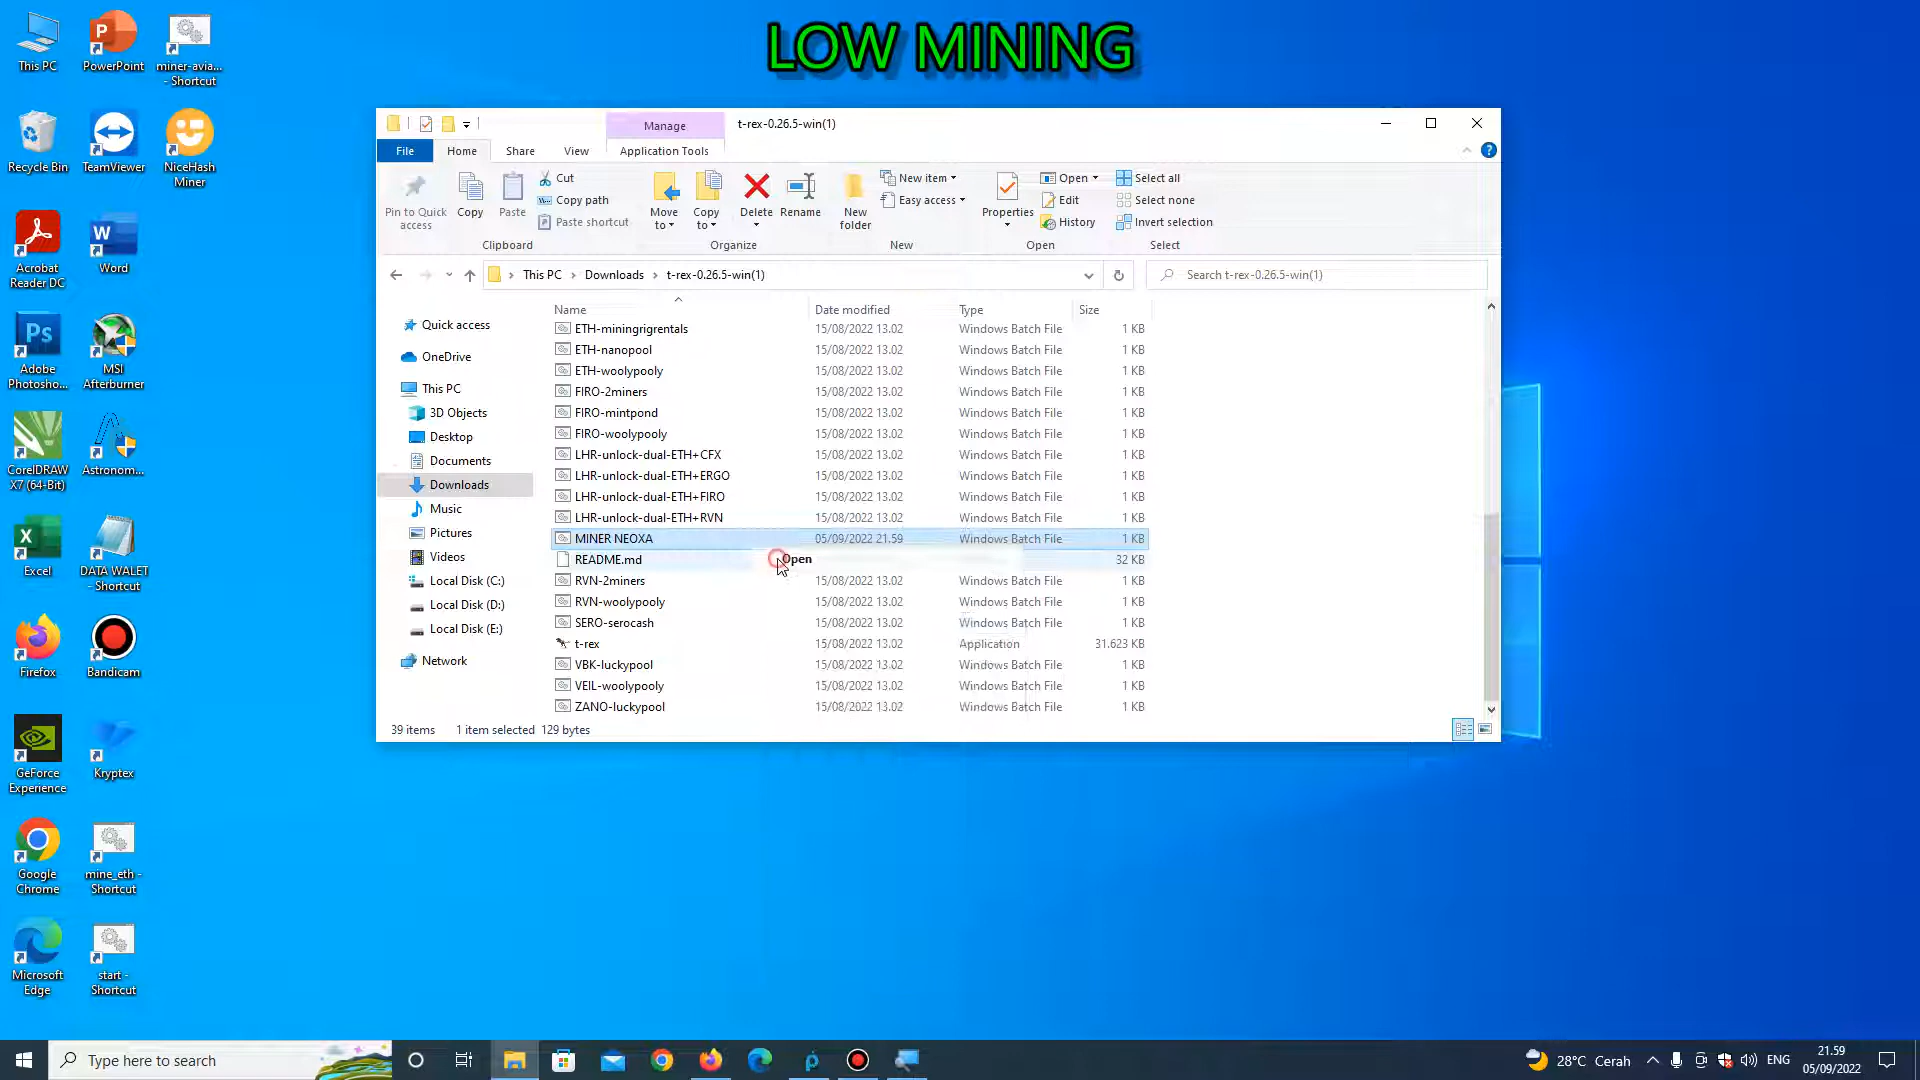 LOW MINING
This PC
PowerPoint
miner-avia...
- Shortcut
Recycle Bin
TeamViewer
NiceHash
Miner
Acrobat
Reader DC
Word
Adobe
Photosho...
MSI
Afterburner
CorelDRAW
X7 (64-Bit)
Astronom...
Excel
DATA WALET
- Shortcut
Firefox
Bandicam
GeForce
Experience
Kryptex
Google
Chrome
mine_eth -
Shortcut
Microsoft
Edge
start -
Shortcut
Manage
t-rex-0.26.5-win(1)
File
Home
Share
View
Application Tools
Pin to Quick
access
Copy
Paste
Cut
Copy path
Paste shortcut
Clipboard
Move
to
Copy
to
Delete
Rename
Organize
New
folder
New item
Easy access
New
Properties
Open
Edit
History
Open
Select all
Select none
Invert selection
Select
This PC > Downloads > t-rex-0.26.5-win(1)
Search t-rex-0.26.5-win(1)
Quick access
OneDrive
This PC
3D Objects
Desktop
Documents
Downloads
Music
Pictures
Videos
Local Disk (C:)
Local Disk (D:)
Local Disk (E:)
Network
Name Date modified Type Size
ETH-miningrigrentals 15/08/2022 13.02 Windows Batch File 1 KB
ETH-nanopool 15/08/2022 13.02 Windows Batch File 1 KB
ETH-woolypooly 15/08/2022 13.02 Windows Batch File 1 KB
FIRO-2miners 15/08/2022 13.02 Windows Batch File 1 KB
FIRO-mintpond 15/08/2022 13.02 Windows Batch File 1 KB
FIRO-woolypooly 15/08/2022 13.02 Windows Batch File 1 KB
LHR-unlock-dual-ETH+CFX 15/08/2022 13.02 Windows Batch File 1 KB
LHR-unlock-dual-ETH+ERGO 15/08/2022 13.02 Windows Batch File 1 KB
LHR-unlock-dual-ETH+FIRO 15/08/2022 13.02 Windows Batch File 1 KB
LHR-unlock-dual-ETH+RVN 15/08/2022 13.02 Windows Batch File 1 KB
MINER NEOXA 05/09/2022 21.59 Windows Batch File 1 KB
README.md Open 32 KB
RVN-2miners 15/08/2022 13.02 Windows Batch File 1 KB
RVN-woolypooly 15/08/2022 13.02 Windows Batch File 1 KB
SERO-serocash 15/08/2022 13.02 Windows Batch File 1 KB
t-rex 15/08/2022 13.02 Application 31.623 KB
VBK-luckypool 15/08/2022 13.02 Windows Batch File 1 KB
VEIL-woolypooly 15/08/2022 13.02 Windows Batch File 1 KB
ZANO-luckypool 15/08/2022 13.02 Windows Batch File 1 KB
39 items 1 item selected 129 bytes
Type here to search
28°C Cerah
ENG
21.59
05/09/2022